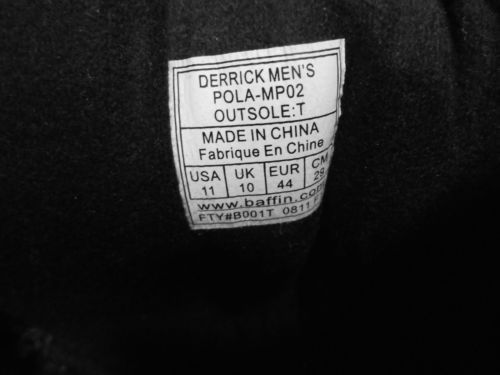 DERRICK MEN'S
POLA-MP02
OUTSOLE:T
MADE IN CHINA
Fabrique En Chine
USA UK EUR CM
11 10 44 29
www.baffin.com
FTY#B001T 0811